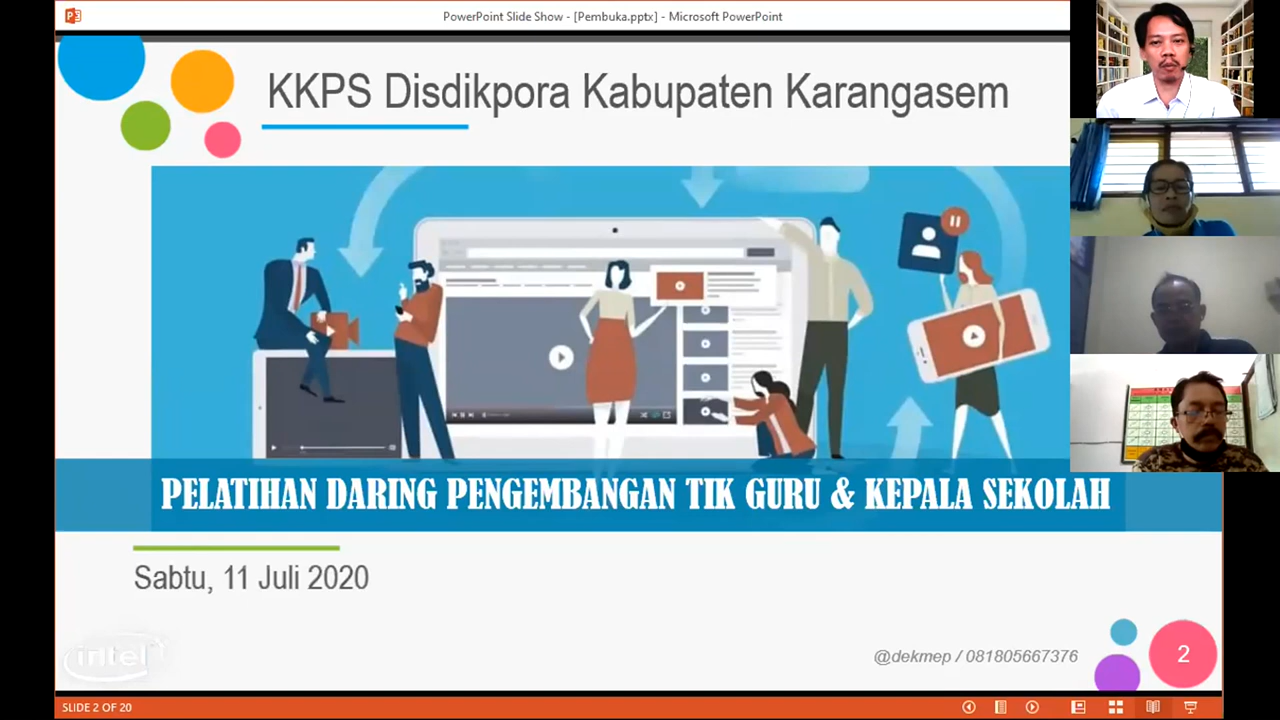 PowerPoint Slide Show - [Pembuka.pptx] - Microsoft PowerPoint
KKPS Disdikpora Kabupaten Karangasem
PELATIHAN DARING PENGEMBANGAN TIK GURU & KEPALA SEKOLAH
Sabtu, 11 Juli 2020
intel
@dekmep / 081805667376
2
SLIDE 2 OF 20